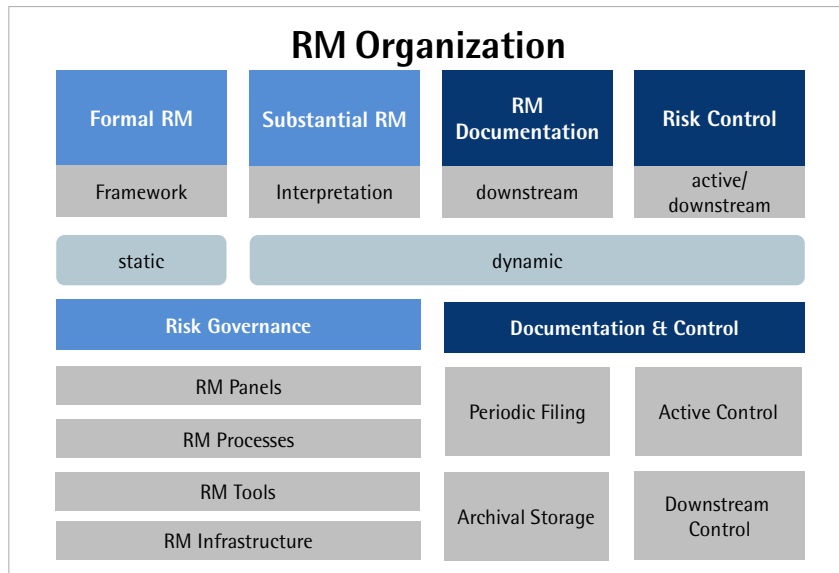 RM Organization
Formal RM
Substantial RM
RM
Documentation
Risk Control
Framework
Interpretation
downstream
active/
downstream
static
dynamic
Risk Governance
Documentation & Control
RM Panels
RM Processes
RM Tools
RM Infrastructure
Periodic Filing
Active Control
Archival Storage
Downstream
Control